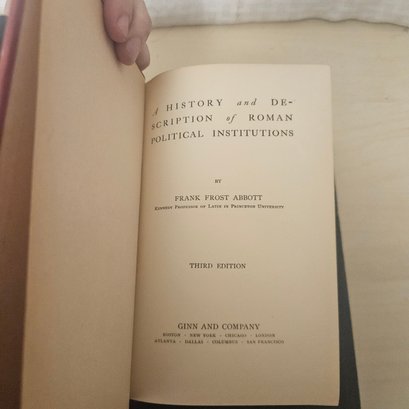 A HISTORY and DE-
SCRIPTION of ROMAN
POLITICAL INSTITUTIONS
BY
FRANK FROST ABBOTT
KENNEDY PROFESSOR OF LATIN IN PRINCETON UNIVERSITY
THIRD EDITION
GINN AND COMPANY
BOSTON · NEW YORK · CHICAGO · LONDON
ATLANTA · DALLAS · COLUMBUS · SAN FRANCISCO